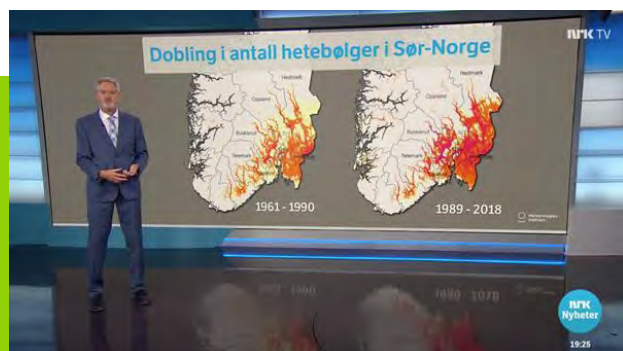 NRK TV
Dobling i antall hetebølger i Sør-Norge
Hedmark
Hedmark
Oppland
Oppland
Buskerud
Buskerud
Telemark
Telemark
1961 - 1990
1989 - 2018
NRK
Nyheter
19:25